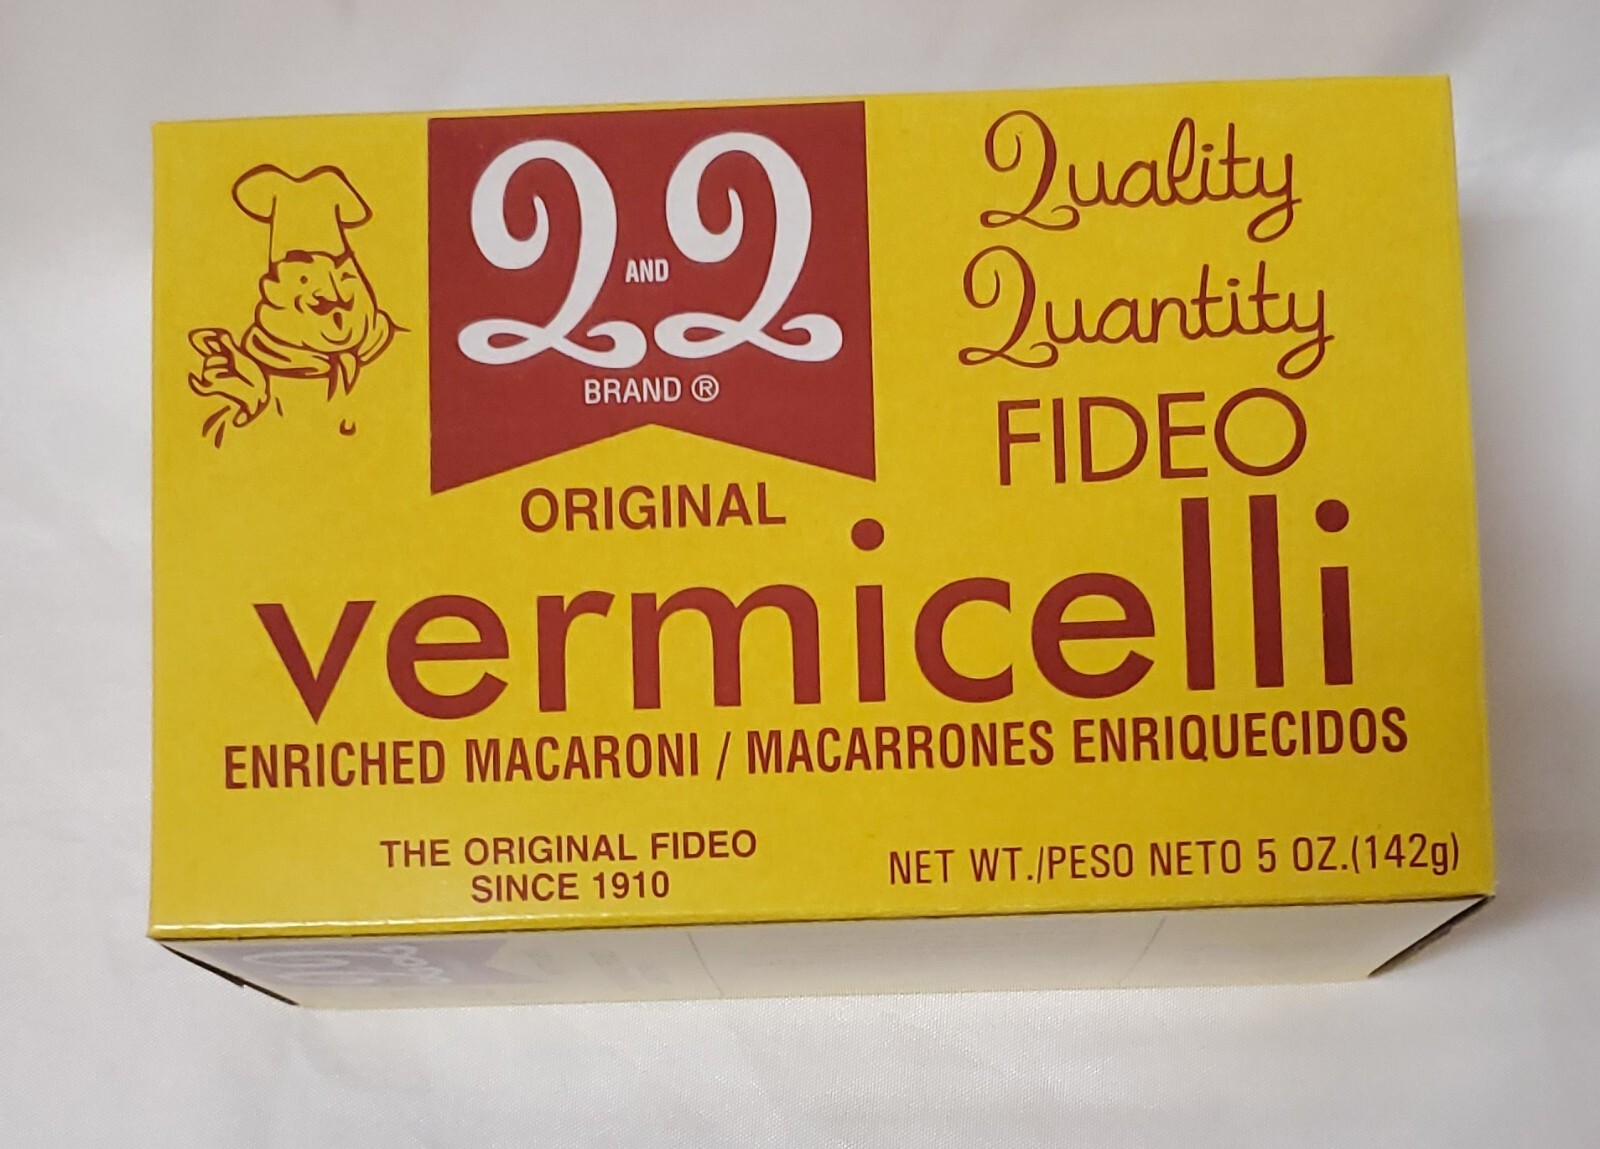 Q AND Q
BRAND ®
Quality
Quantity
FIDEO
ORIGINAL
vermicelli
ENRICHED MACARONI / MACARRONES ENRIQUECIDOS
THE ORIGINAL FIDEO
SINCE 1910
NET WT./PESO NETO 5 OZ.(142g)